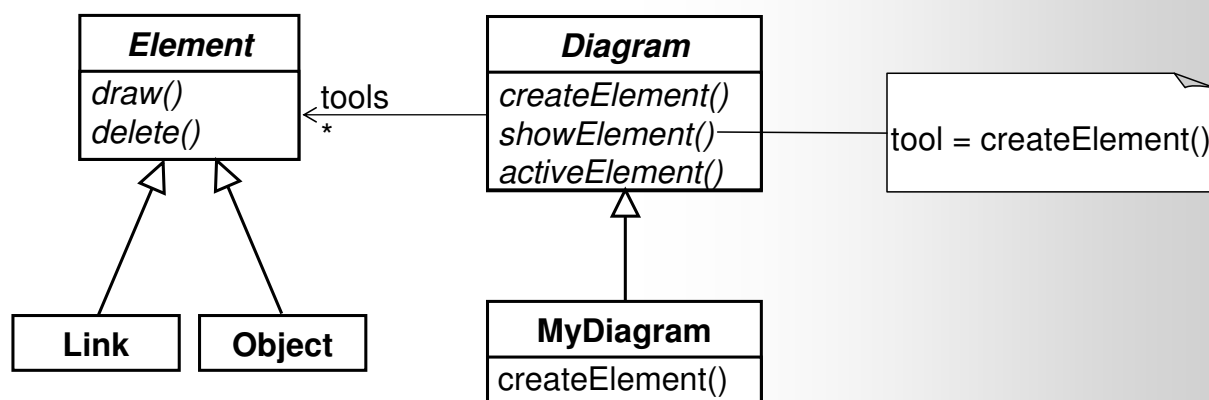 Element
draw()
delete()
tools
*
Diagram
createElement()
showElement()
activeElement()
tool = createElement()
Link
Object
MyDiagram
createElement()